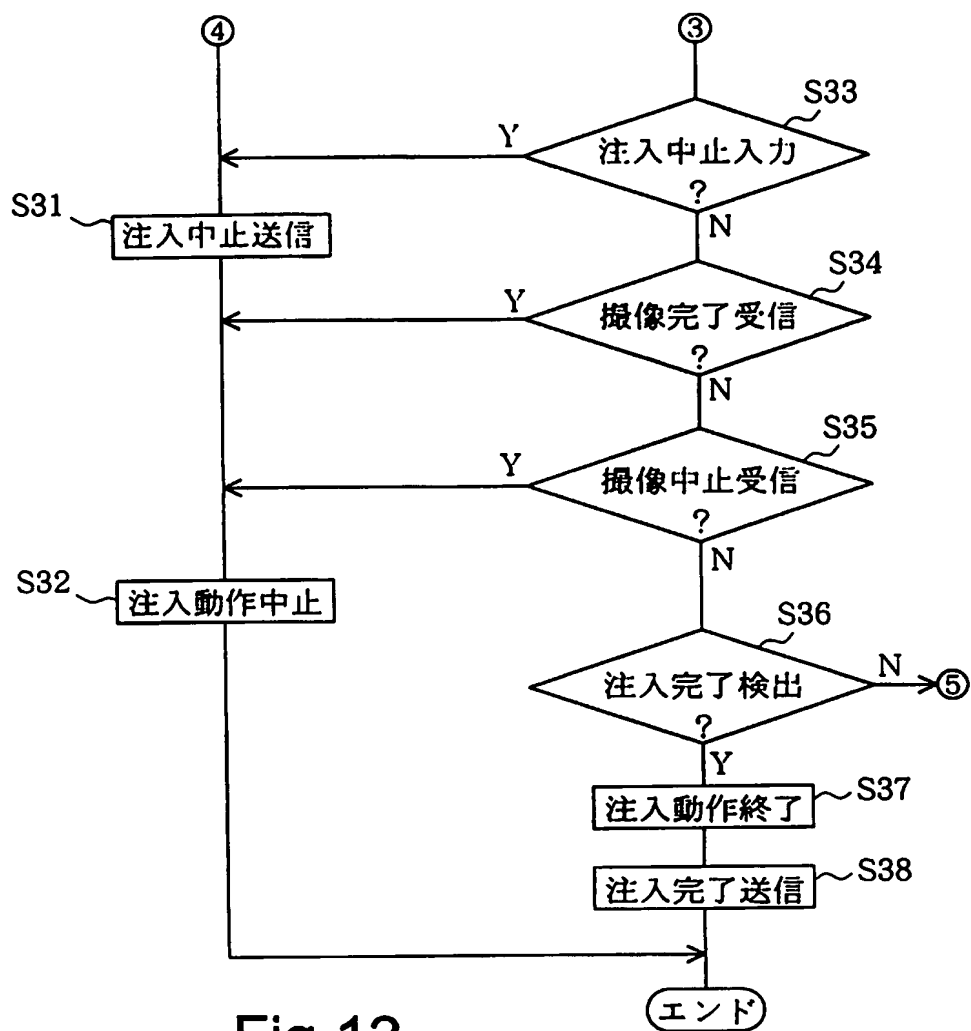 ④
③
S33
注入中止入力
?
Y
N
S31
注入中止送信
S34
撮像完了受信
?
Y
N
S35
撮像中止受信
?
Y
N
S32
注入動作中止
S36
注入完了検出
?
N
⑤
Y
注入動作終了
S37
注入完了送信
S38
エンド